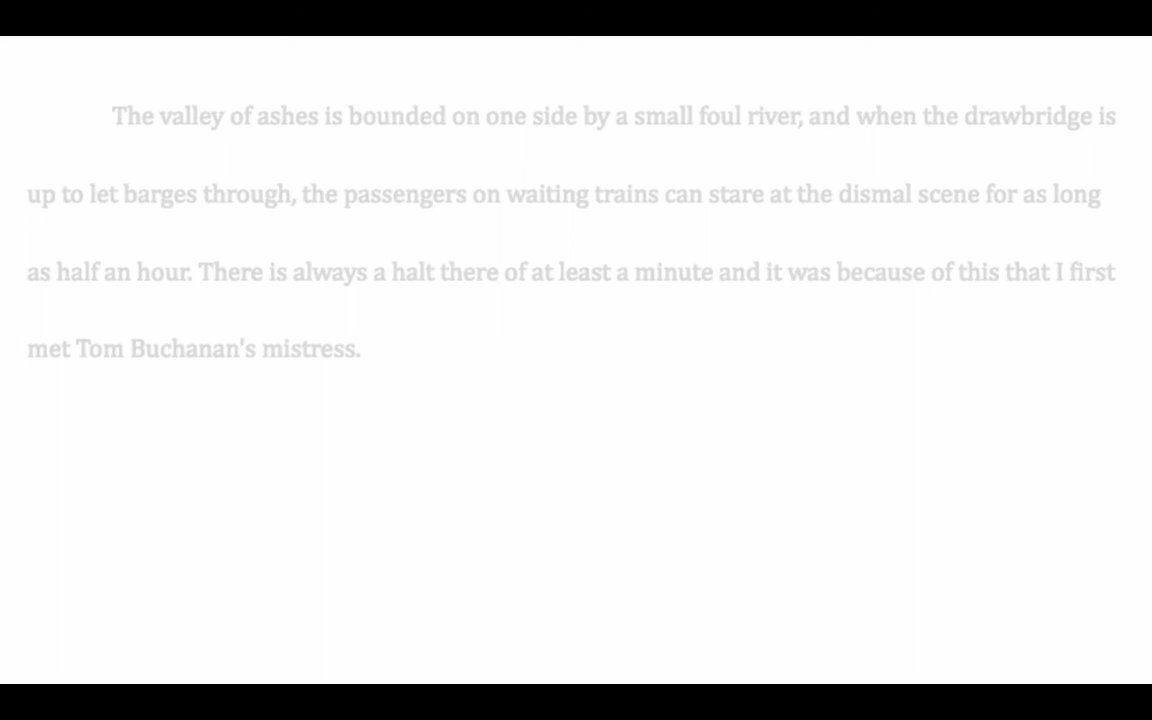 The valley of ashes is bounded on one side by a small foul river, and when the drawbridge is
up to let barges through, the passengers on waiting trains can stare at the dismal scene for as long
as half an hour. There is always a halt there of at least a minute and it was because of this that I first
met Tom Buchanan's mistress.